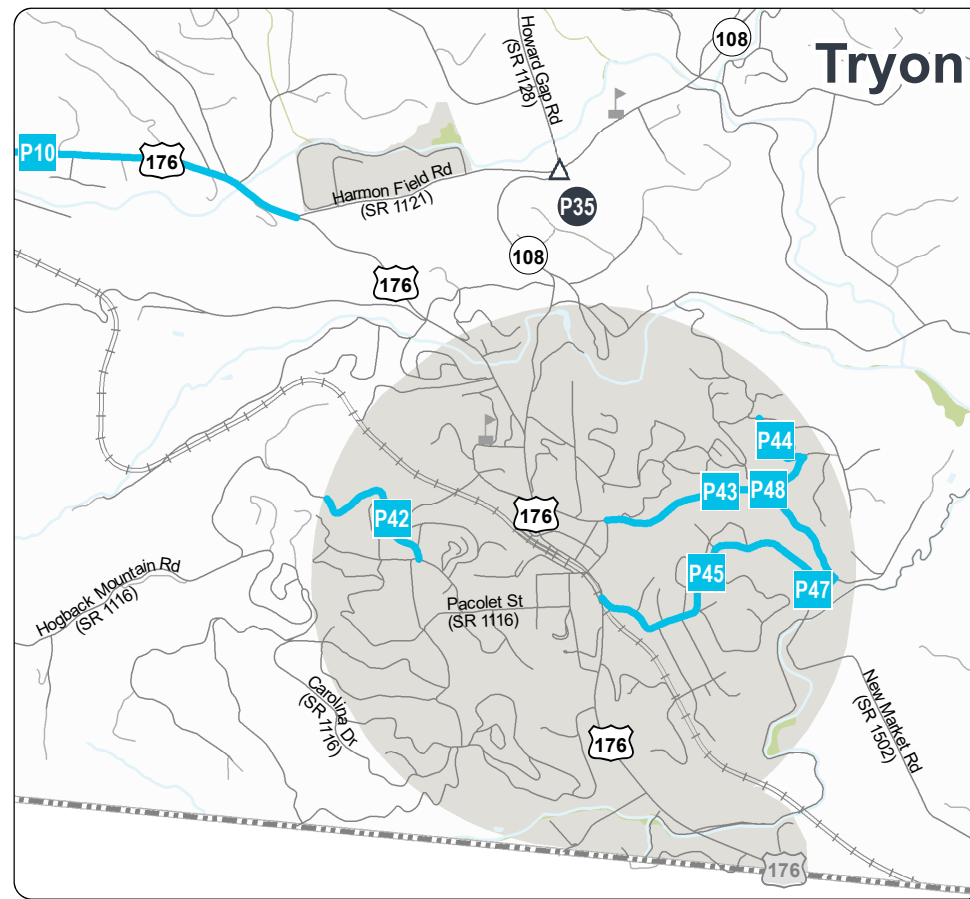 Tryon
108
Howard Gap Rd
(SR 1128)
P10
176
Harmon Field Rd
(SR 1121)
P35
108
176
P44
P43
P48
176
P42
P45
P47
Hogback Mountain Rd
(SR 1116)
Pacolet St
(SR 1116)
Carolina Dr
(SR 1116)
New Market Rd
(SR 1502)
176
176